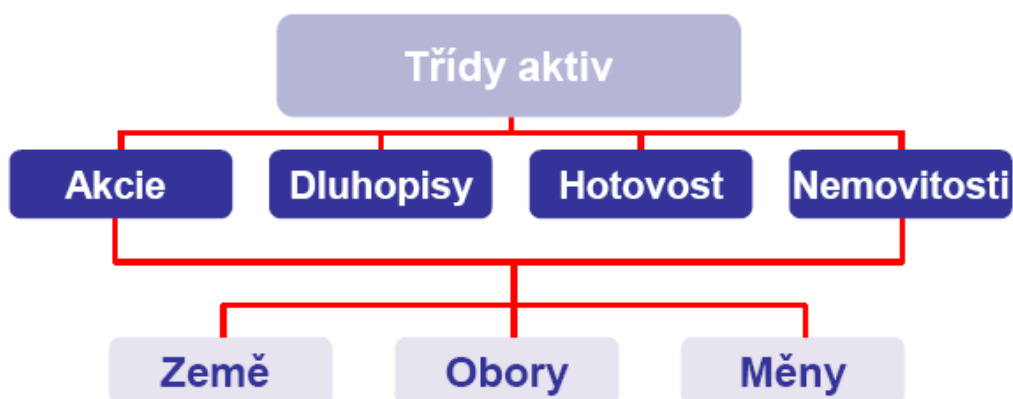 Třídy aktiv
Akcie
Dluhopisy
Hotovost
Nemovitosti
Země
Obory
Měny